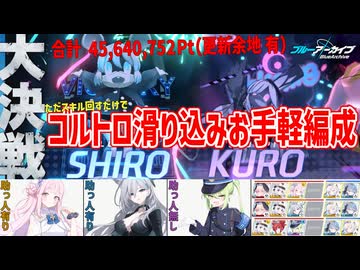 合計 45,640,752Pt(更新余地 有)
ブルーアーカイブ
BlueArchive
大決戦
ただスキル回すだけで
コルトロ滑り込みお手軽編成
SHIRO KURO
助っ人有り
助っ人有り
助っ人無し